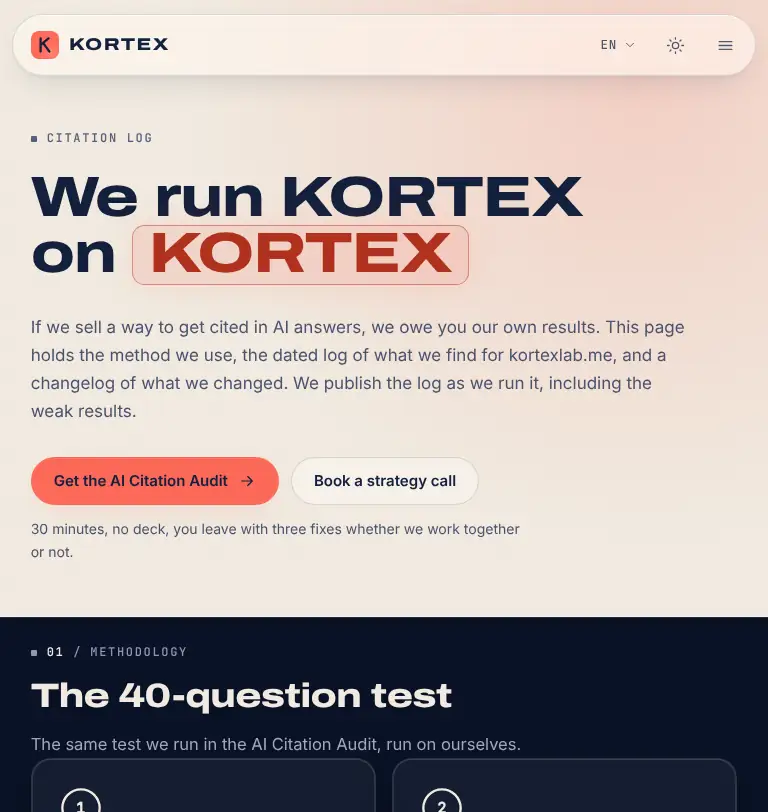 K KORTEX
EN
CITATION LOG
We run KORTEX
on KORTEX
If we sell a way to get cited in AI answers, we owe you our own results. This page
holds the method we use, the dated log of what we find for kortexlab.me, and a
changelog of what we changed. We publish the log as we run it, including the
weak results.
Get the AI Citation Audit →
Book a strategy call
30 minutes, no deck, you leave with three fixes whether we work together
or not.
01 / METHODOLOGY
The 40-question test
The same test we run in the AI Citation Audit, run on ourselves.
1
2